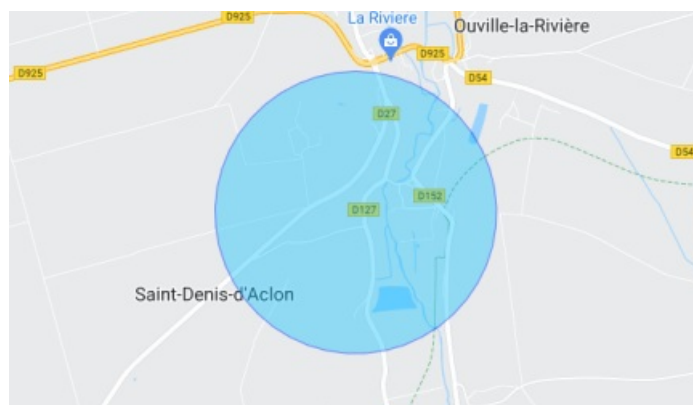 La Riviere
Ouville-la-Rivière
D925
D925
D925
D54
D27
D54
D152
D127
Saint-Denis-d'Aclon